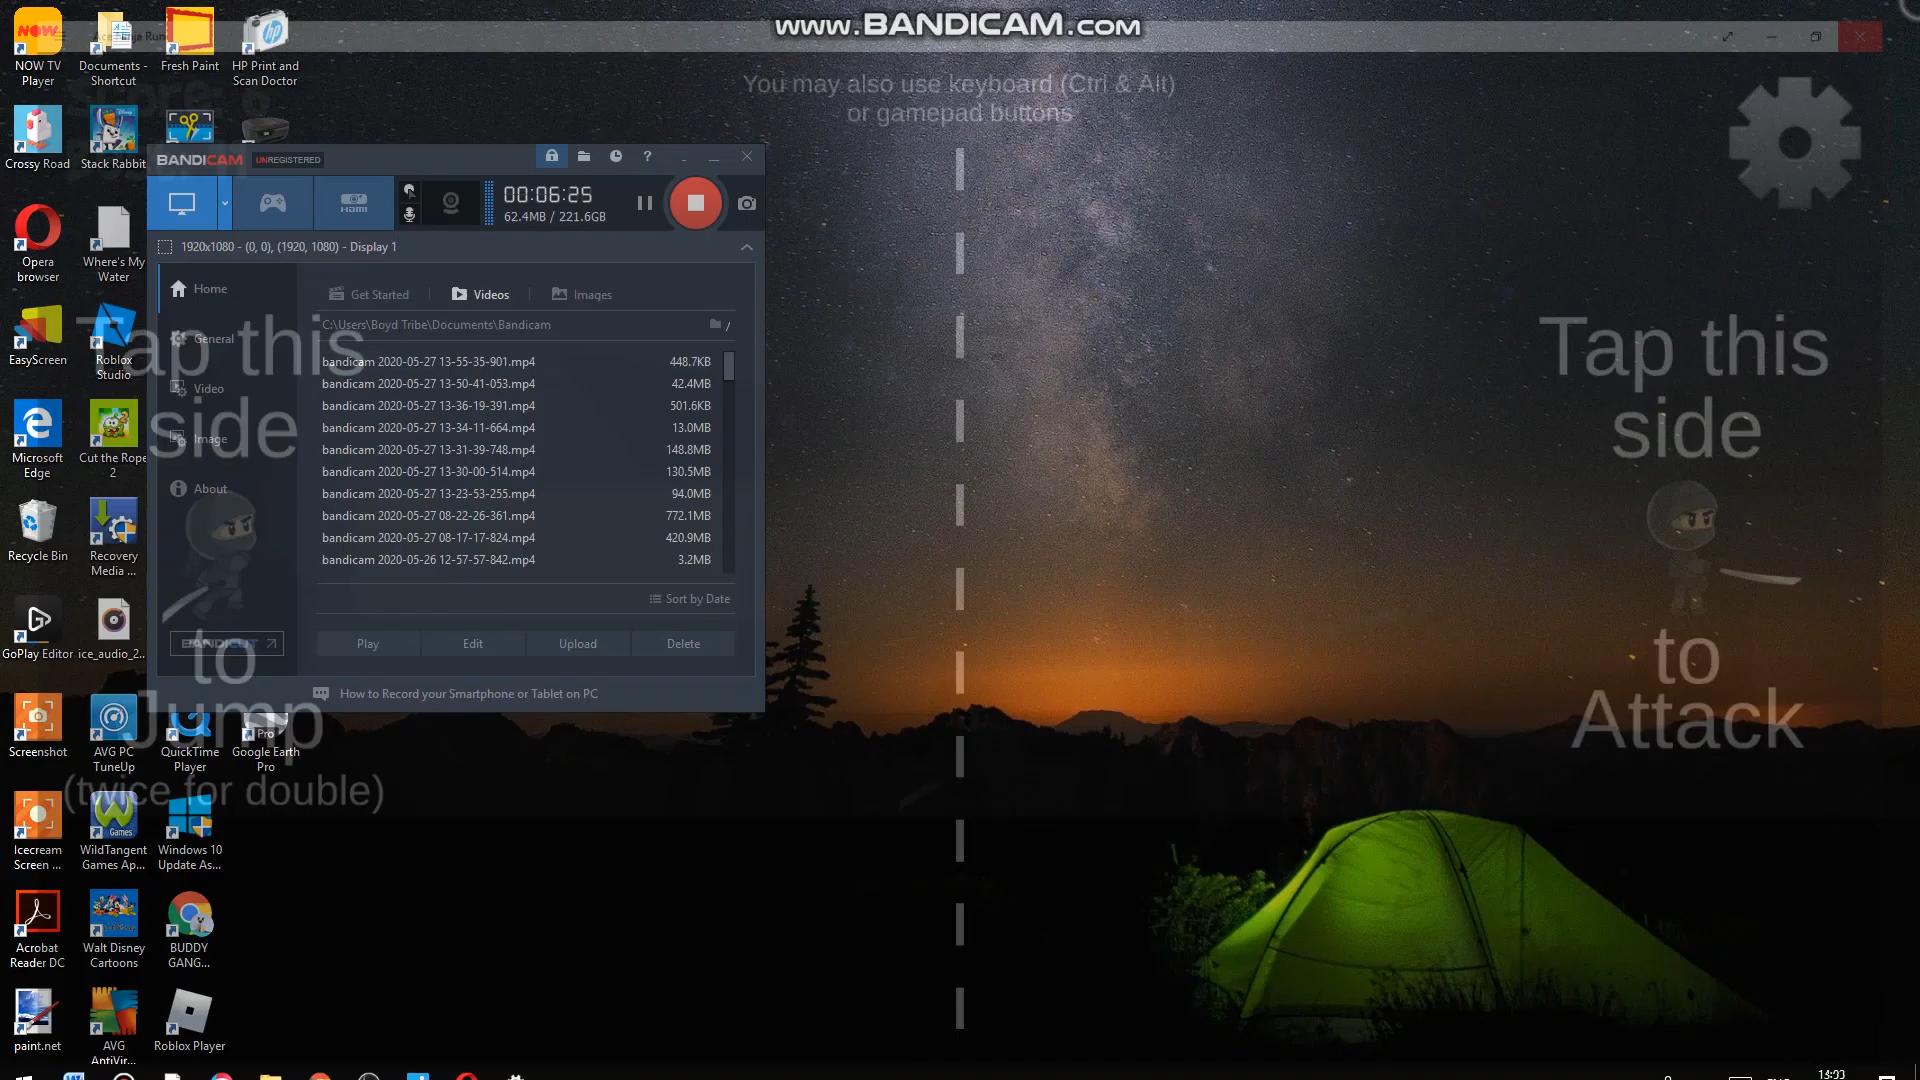 www.BANDICAM.com
You may also use keyboard (Ctrl & Alt)
or gamepad buttons
NOW
NOW TV
Player
Documents -
Shortcut
Fresh Paint
HP Print and
Scan Doctor
Crossy Road
Stack Rabbit
Opera
browser
Where's My
Water
EasyScreen
Roblox
Studio
Microsoft
Edge
Cut the Rope
2
Recycle Bin
Recovery
Media ...
GoPlay Editor
ice_audio_2...
Screenshot
AVG PC
TuneUp
QuickTime
Player
Google Earth
Pro
Icecream
Screen ...
WildTangent
Games Ap...
Windows 10
Update As...
Acrobat
Reader DC
Walt Disney
Cartoons
BUDDY
GANG...
paint.net
AVG
AntiVir...
Roblox Player
BANDICAM UNREGISTERED
HDMI
00:06:25
62.4MB / 221.6GB
1920x1080 - (0, 0), (1920, 1080) - Display 1
Home
General
Video
Image
About
BANDICUT
Get Started
Videos
Images
C:\Users\Boyd Tribe\Documents\Bandicam
bandicam 2020-05-27 13-55-35-901.mp4 448.7KB
bandicam 2020-05-27 13-50-41-053.mp4 42.4MB
bandicam 2020-05-27 13-36-19-391.mp4 501.6KB
bandicam 2020-05-27 13-34-11-664.mp4 13.0MB
bandicam 2020-05-27 13-31-39-748.mp4 148.8MB
bandicam 2020-05-27 13-30-00-514.mp4 130.5MB
bandicam 2020-05-27 13-23-53-255.mp4 94.0MB
bandicam 2020-05-27 08-22-26-361.mp4 772.1MB
bandicam 2020-05-27 08-17-17-824.mp4 420.9MB
bandicam 2020-05-26 12-57-57-842.mp4 3.2MB
Sort by Date
Play Edit Upload Delete
How to Record your Smartphone or Tablet on PC
Tap this
side
to
Jump
(twice for double)
Tap this
side
to
Attack